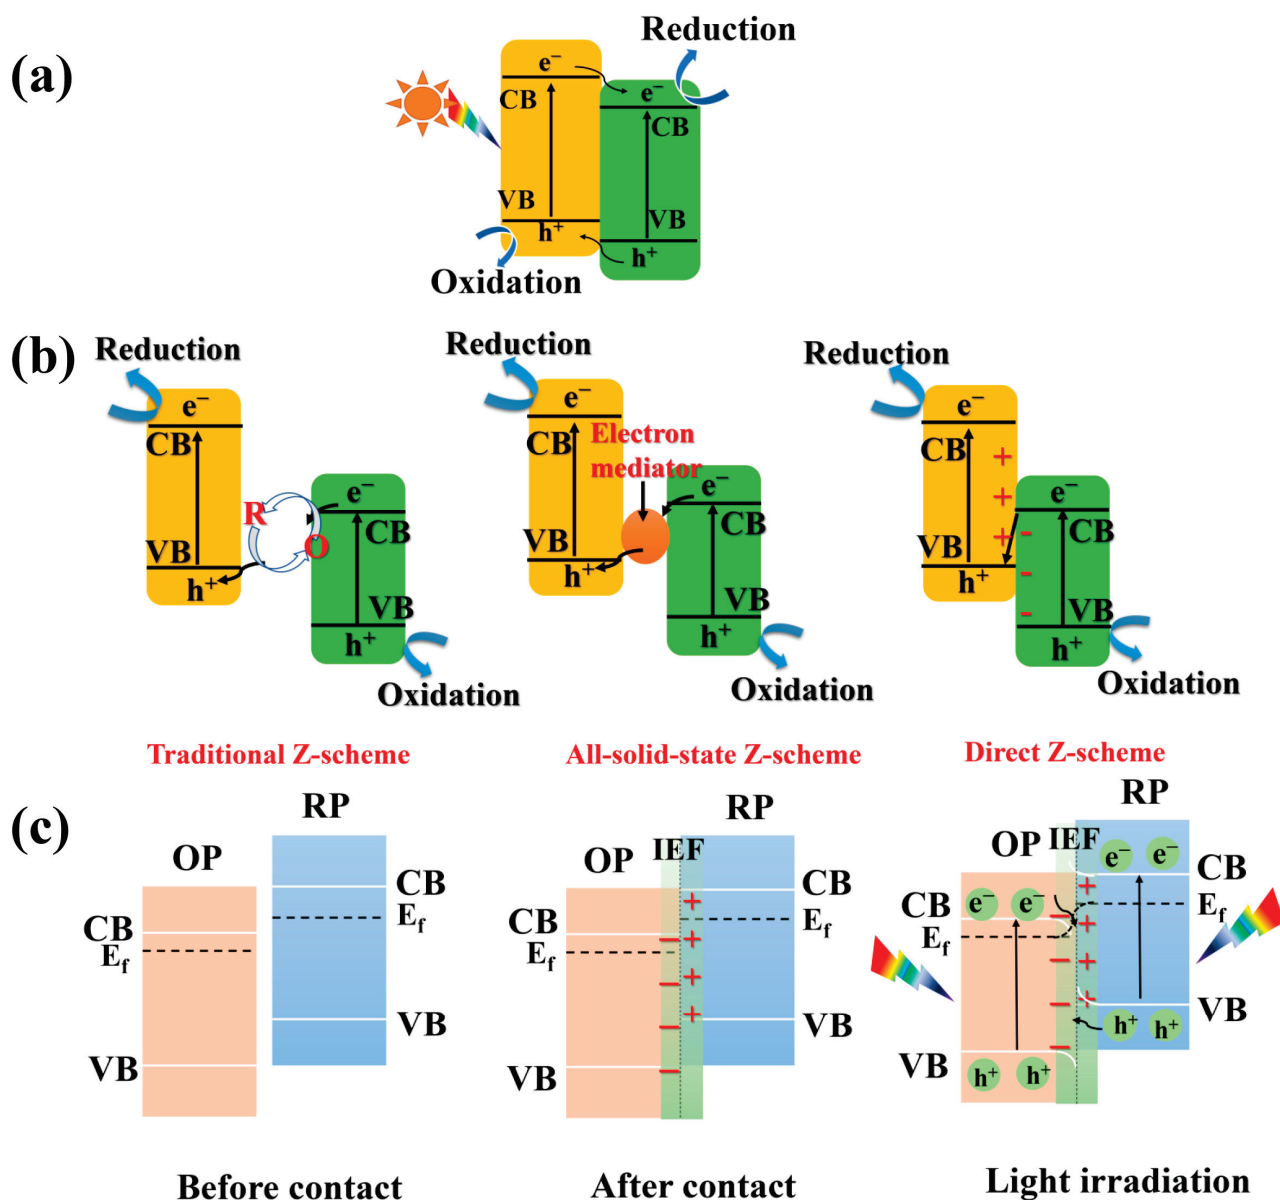 (a)
Reduction
e⁻
e⁻
CB
CB
VB
VB
h⁺
h⁺
Oxidation
(b)
Reduction
e⁻
CB
R
O
e⁻
CB
VB
h⁺
VB
h⁺
Oxidation
Traditional Z-scheme
Reduction
e⁻
CB
Electron
mediator
e⁻
CB
VB
h⁺
VB
h⁺
Oxidation
All-solid-state Z-scheme
Reduction
e⁻
CB
+
+
+
-
-
-
e⁻
CB
VB
h⁺
VB
h⁺
Oxidation
Direct Z-scheme
(c)
RP
OP
CB
Ef
CB
Ef
VB
VB
Before contact
RP
IEF
OP
CB
Ef
CB
Ef
+
+
+
+
−
−
−
−
VB
VB
After contact
RP
IEF
OP
e⁻ e⁻
CB
Ef
e⁻ e⁻
CB
Ef
+
+
+
+
−
−
−
−
VB
h⁺ h⁺
VB
h⁺ h⁺
Light irradiation